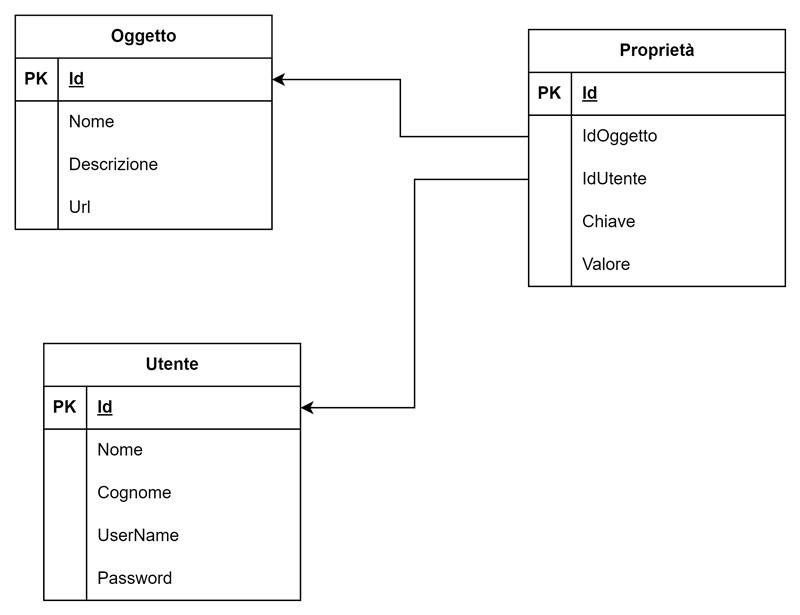 Oggetto
PK Id
Nome
Descrizione
Url
Proprietà
PK Id
IdOggetto
IdUtente
Chiave
Valore
Utente
PK Id
Nome
Cognome
UserName
Password